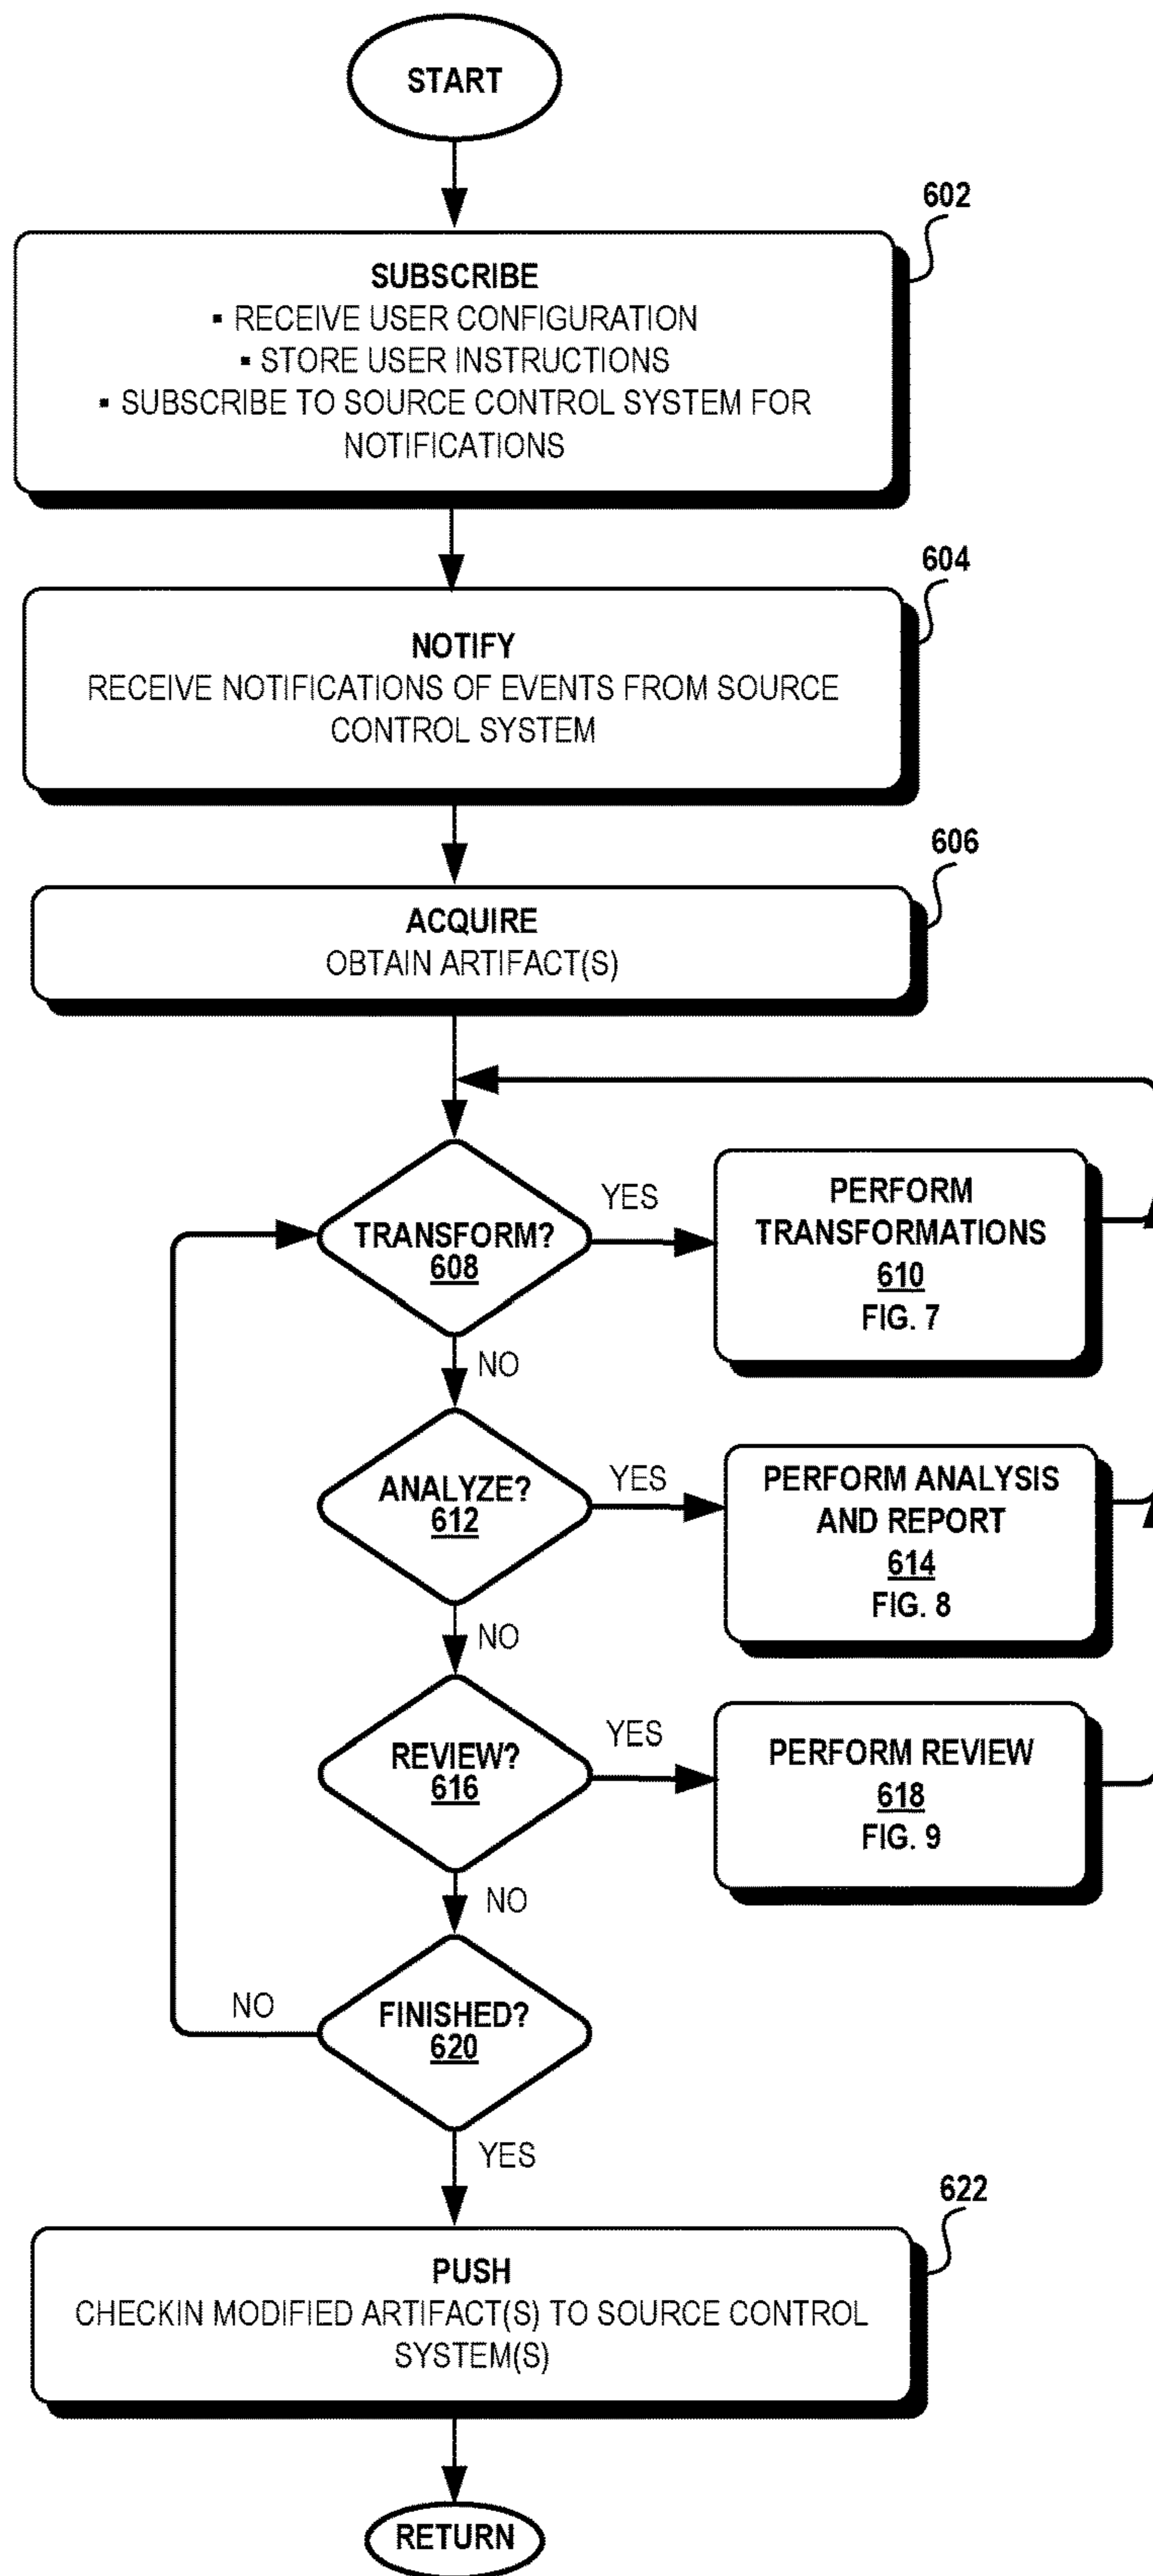 START
602
SUBSCRIBE
▪ RECEIVE USER CONFIGURATION
▪ STORE USER INSTRUCTIONS
▪ SUBSCRIBE TO SOURCE CONTROL SYSTEM FOR
NOTIFICATIONS
604
NOTIFY
RECEIVE NOTIFICATIONS OF EVENTS FROM SOURCE
CONTROL SYSTEM
606
ACQUIRE
OBTAIN ARTIFACT(S)
TRANSFORM?
608
YES
PERFORM
TRANSFORMATIONS
610
FIG. 7
NO
ANALYZE?
612
YES
PERFORM ANALYSIS
AND REPORT
614
FIG. 8
NO
REVIEW?
616
YES
PERFORM REVIEW
618
FIG. 9
NO
FINISHED?
620
NO
YES
622
PUSH
CHECKIN MODIFIED ARTIFACT(S) TO SOURCE CONTROL
SYSTEM(S)
RETURN